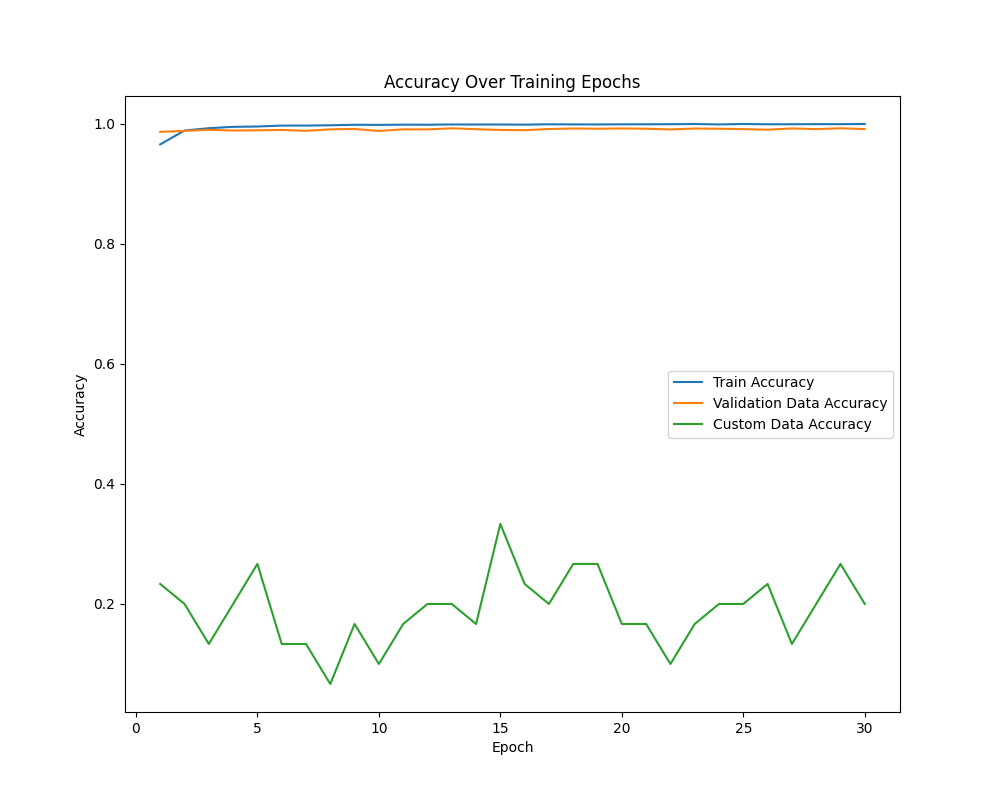 Accuracy Over Training Epochs
1.0
0.8
0.6
0.4
0.2
Accuracy
Train Accuracy
Validation Data Accuracy
Custom Data Accuracy
0 5 10 15 20 25 30
Epoch